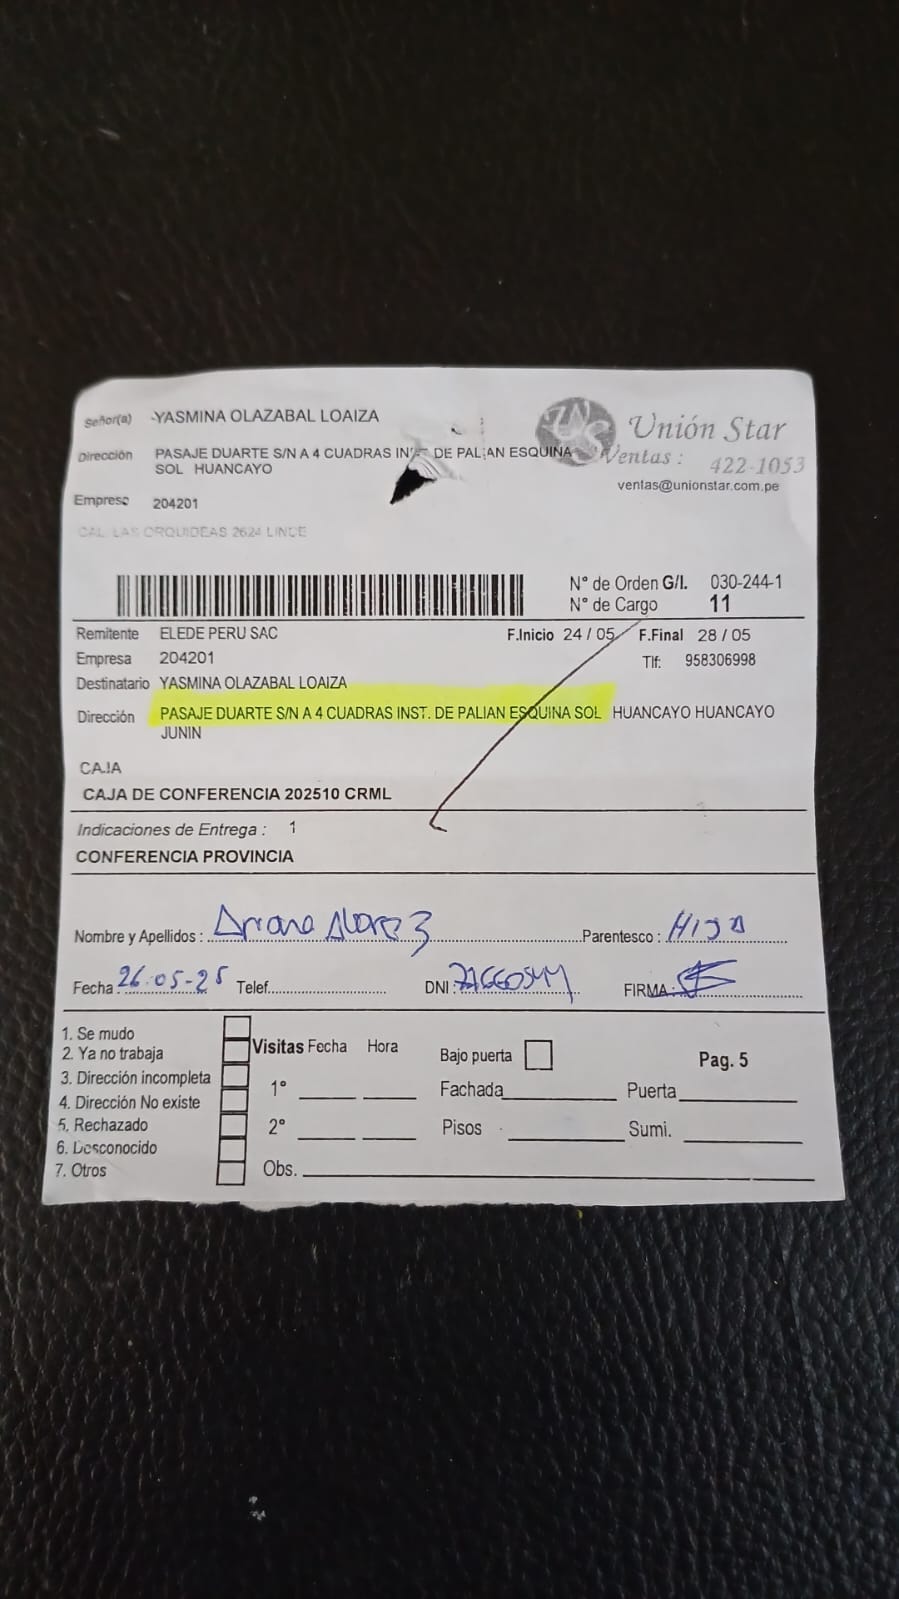 Señor(a) YASMINA OLAZABAL LOAIZA
Unión Star
Dirección PASAJE DUARTE S/N A 4 CUADRAS DE PALIAN ESQUINA
SOL HUANCAYO
Ventas : 422-1053
ventas@unionstar.com.pe
Empresa 204201
CAL. LAS ORQUIDEAS 2624 LINCE
N° de Orden G/I. 030-244-1
N° de Cargo 11
Remitente ELEDE PERU SAC F.Inicio 24 / 05 F.Final 28 / 05
Empresa 204201 Tlf: 958306998
Destinatario YASMINA OLAZABAL LOAIZA
Dirección PASAJE DUARTE S/N A 4 CUADRAS INST. DE PALIAN ESQUINA SOL HUANCAYO HUANCAYO
JUNIN
CAJA
CAJA DE CONFERENCIA 202510 CRML
Indicaciones de Entrega : 1
CONFERENCIA PROVINCIA
Nombre y Apellidos : Parentesco : Hija
Fecha 26-05-25 Telef. DNI : FIRMA :
1. Se mudo
2. Ya no trabaja
3. Dirección incompleta
4. Dirección No existe
5. Rechazado
6. Desconocido
7. Otros
Visitas Fecha Hora Bajo puerta Pag. 5
1° Fachada Puerta
2° Pisos Sumi.
Obs.